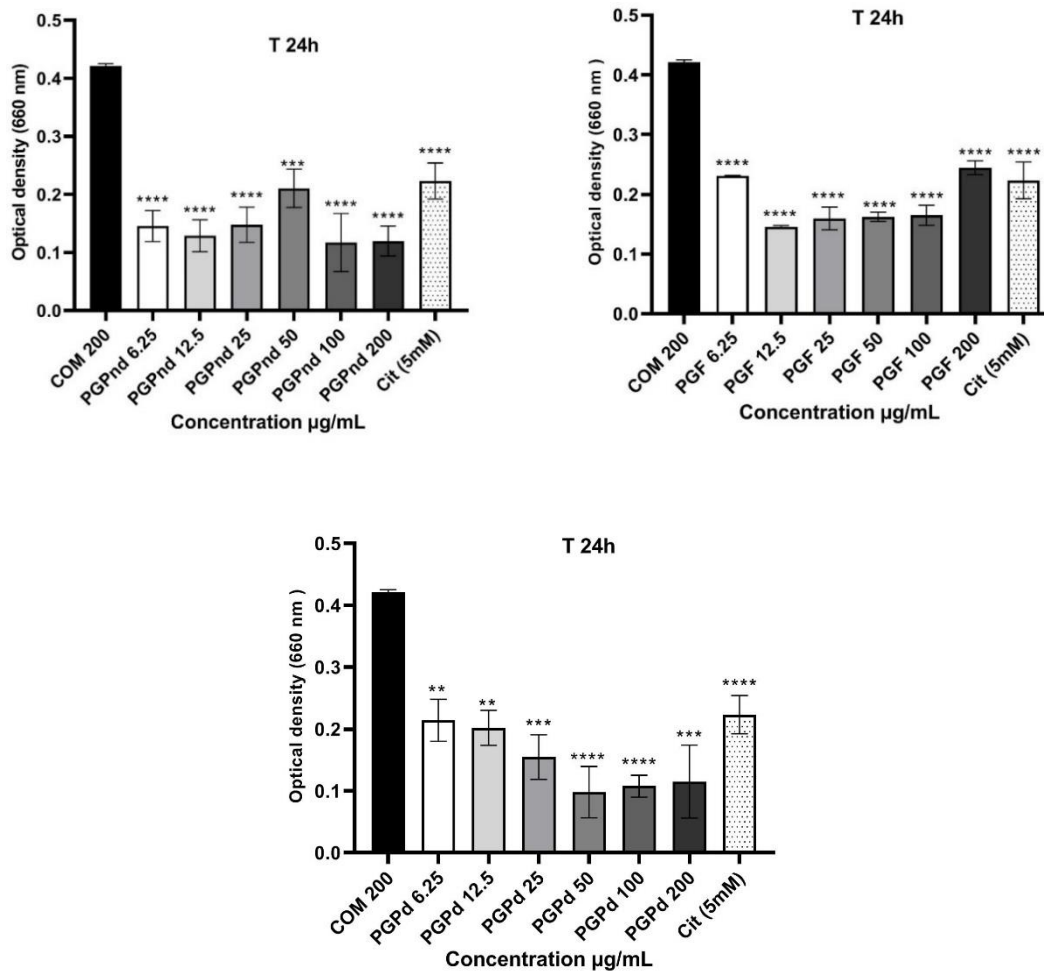 T 24h
Optical density (660 nm)
0.5
0.4
0.3
0.2
0.1
0.0
**** **** **** *** **** **** ****
COM 200
PGPnd 6.25
PGPnd 12.5
PGPnd 25
PGPnd 50
PGPnd 100
PGPnd 200
Cit (5mM)
Concentration µg/mL
T 24h
Optical density (660 nm )
0.5
0.4
0.3
0.2
0.1
0.0
**** **** **** **** **** **** ****
COM 200
PGF 6.25
PGF 12.5
PGF 25
PGF 50
PGF 100
PGF 200
Cit (5mM)
Concentration µg/mL
T 24h
Optical density (660 nm )
0.5
0.4
0.3
0.2
0.1
0.0
** ** *** **** **** *** ****
COM 200
PGPd 6.25
PGPd 12.5
PGPd 25
PGPd 50
PGPd 100
PGPd 200
Cit (5mM)
Concentration µg/mL